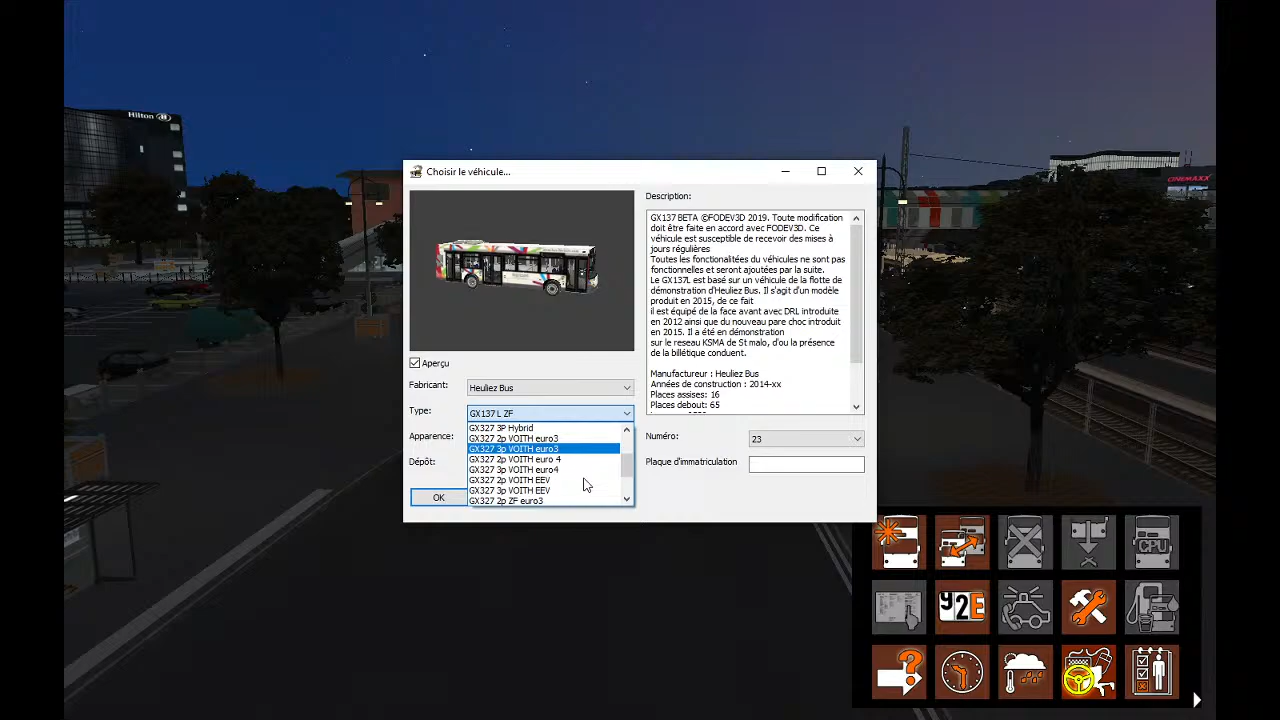 Hilton
CINEMAXX
Choisir le véhicule...
Description:
GX137 BETA ©FODEV3D 2019. Toute modification
doit être faite en accord avec FODEV3D. Ce
véhicule est susceptible de recevoir des mises à
jours régulières
Toutes les fonctionalitées du véhicules ne sont pas
fonctionnelles et seront ajoutées par la suite.
Le GX137L est basé sur un véhicule de la flotte de
démonstration d'Heuliez Bus. Il s'agit d'un modèle
produit en 2015, de ce fait
il est équipé de la face avant avec DRL introduite
en 2012 ainsi que du nouveau pare choc introduit
en 2015. Il a été en démonstration
sur le reseau KSMA de St malo, d'ou la présence
de la billétique conduent.
Manufactureur : Heuliez Bus
Années de construction : 2014-xx
Places assises: 16
Places debout: 65
Aperçu
Fabricant:
Heuliez Bus
Type:
GX137 L ZF
GX327 3P Hybrid
GX327 2p VOITH euro3
GX327 3p VOITH euro3
GX327 2p VOITH euro 4
GX327 3p VOITH euro4
GX327 2p VOITH EEV
GX327 3p VOITH EEV
GX327 2p ZF euro3
Apparence:
Dépôt:
OK
Numéro:
23
Plaque d'immatriculation
CPU
92E